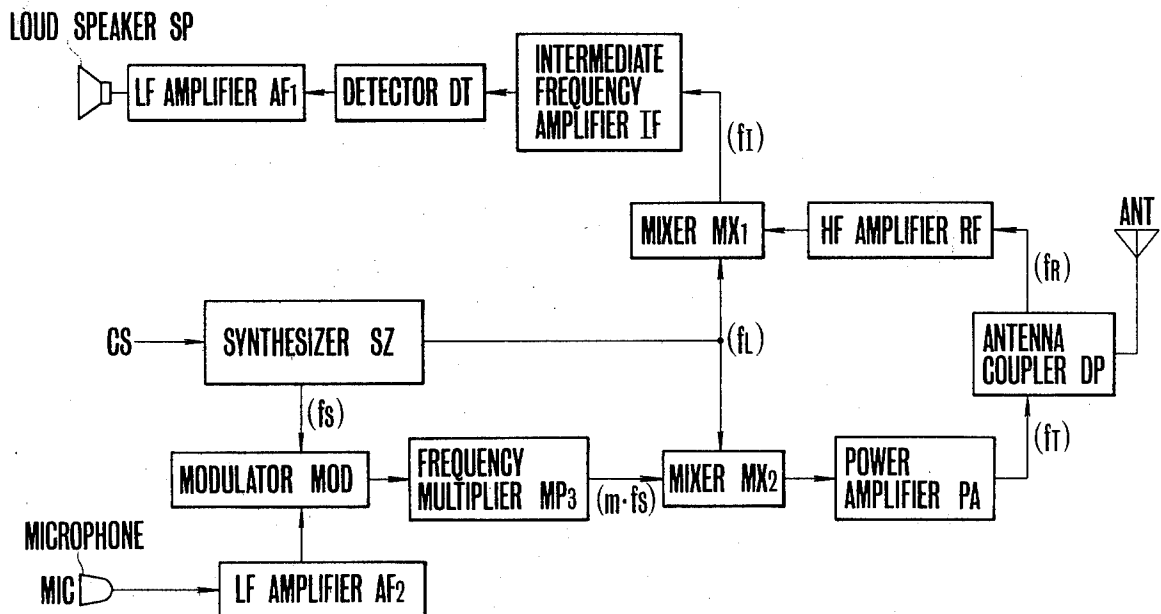 LOUD SPEAKER SP
LF AMPLIFIER AF1
DETECTOR DT
INTERMEDIATE
FREQUENCY
AMPLIFIER IF
(fI)
MIXER MX1
HF AMPLIFIER RF
ANT
(fR)
CS
SYNTHESIZER SZ
(fL)
ANTENNA
COUPLER DP
(fS)
(fT)
MODULATOR MOD
FREQUENCY
MULTIPLIER MP3
(m·fs)
MIXER MX2
POWER
AMPLIFIER PA
MICROPHONE
MIC
LF AMPLIFIER AF2